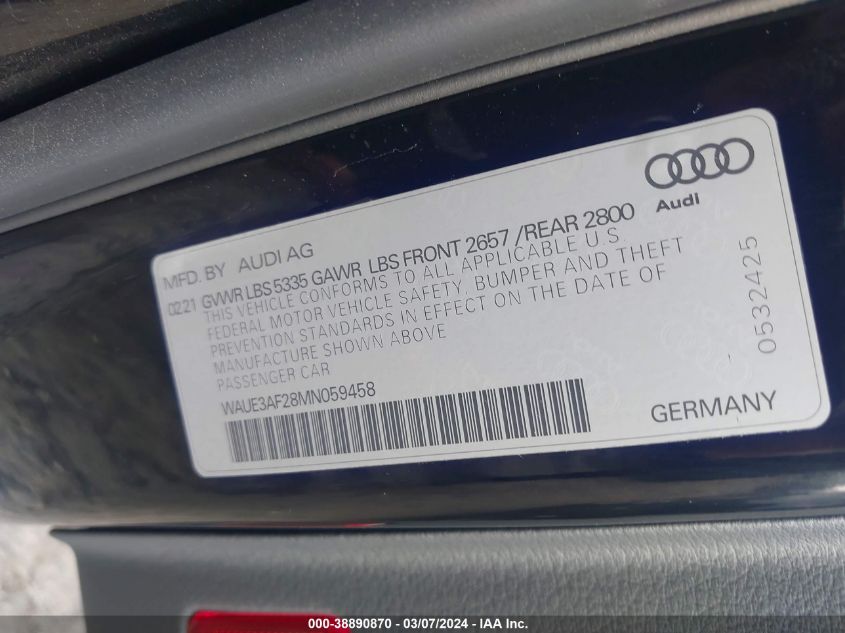 Audi
MFD. BY AUDI AG
0221 GVWR LBS 5335 GAWR LBS FRONT 2657 /REAR 2800
THIS VEHICLE CONFORMS TO ALL APPLICABLE U.S
FEDERAL MOTOR VEHICLE SAFETY, BUMPER AND THEFT
PREVENTION STANDARDS IN EFFECT ON THE DATE OF
MANUFACTURE SHOWN ABOVE
PASSENGER CAR
WAUE3AF28MN059458
GERMANY
0532425
000-38890870 - 03/07/2024 - IAA Inc.